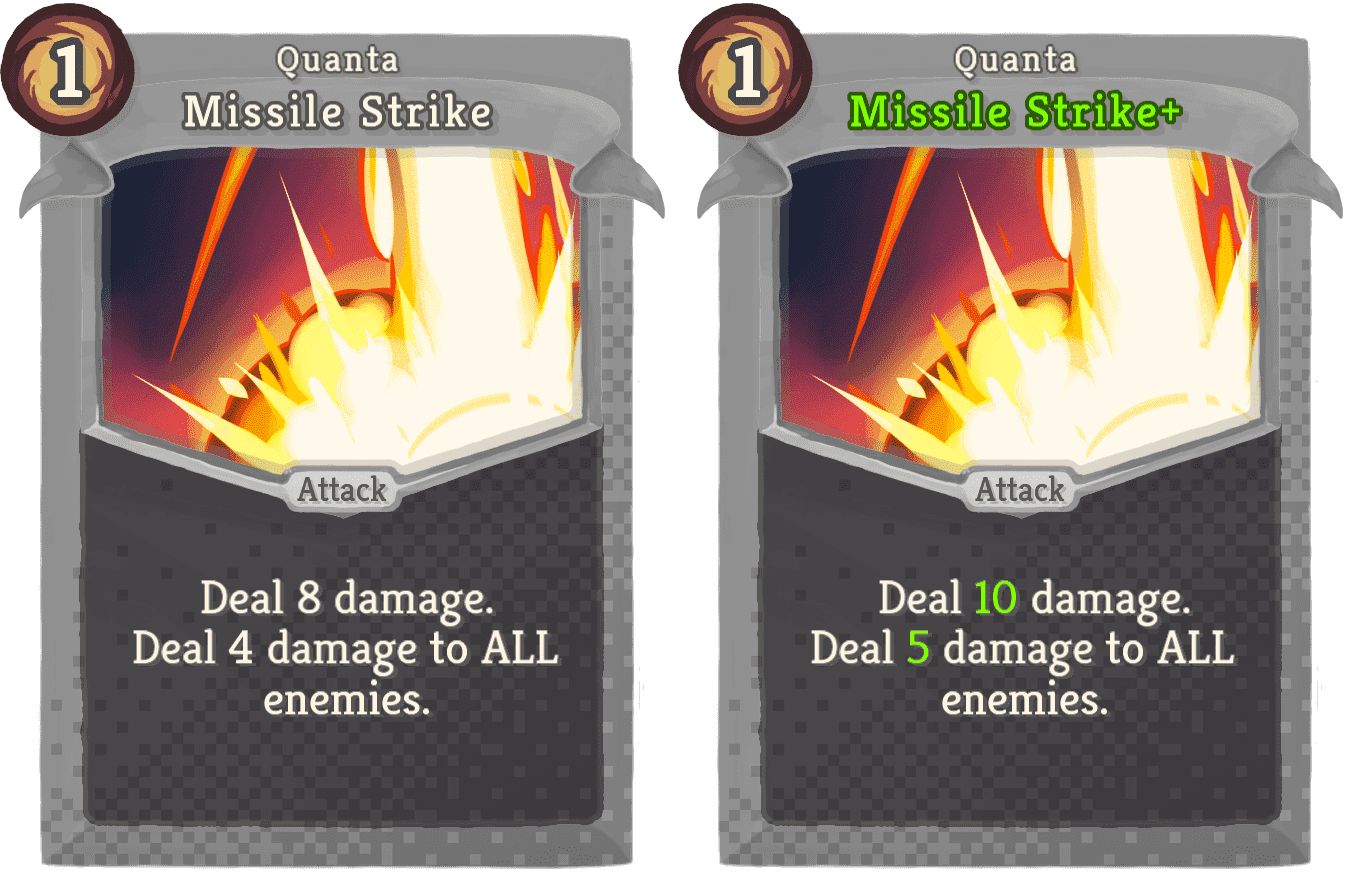 1
Quanta
Missile Strike
Attack
Deal 8 damage.
Deal 4 damage to ALL
enemies.
1
Quanta
Missile Strike+
Attack
Deal 10 damage.
Deal 5 damage to ALL
enemies.